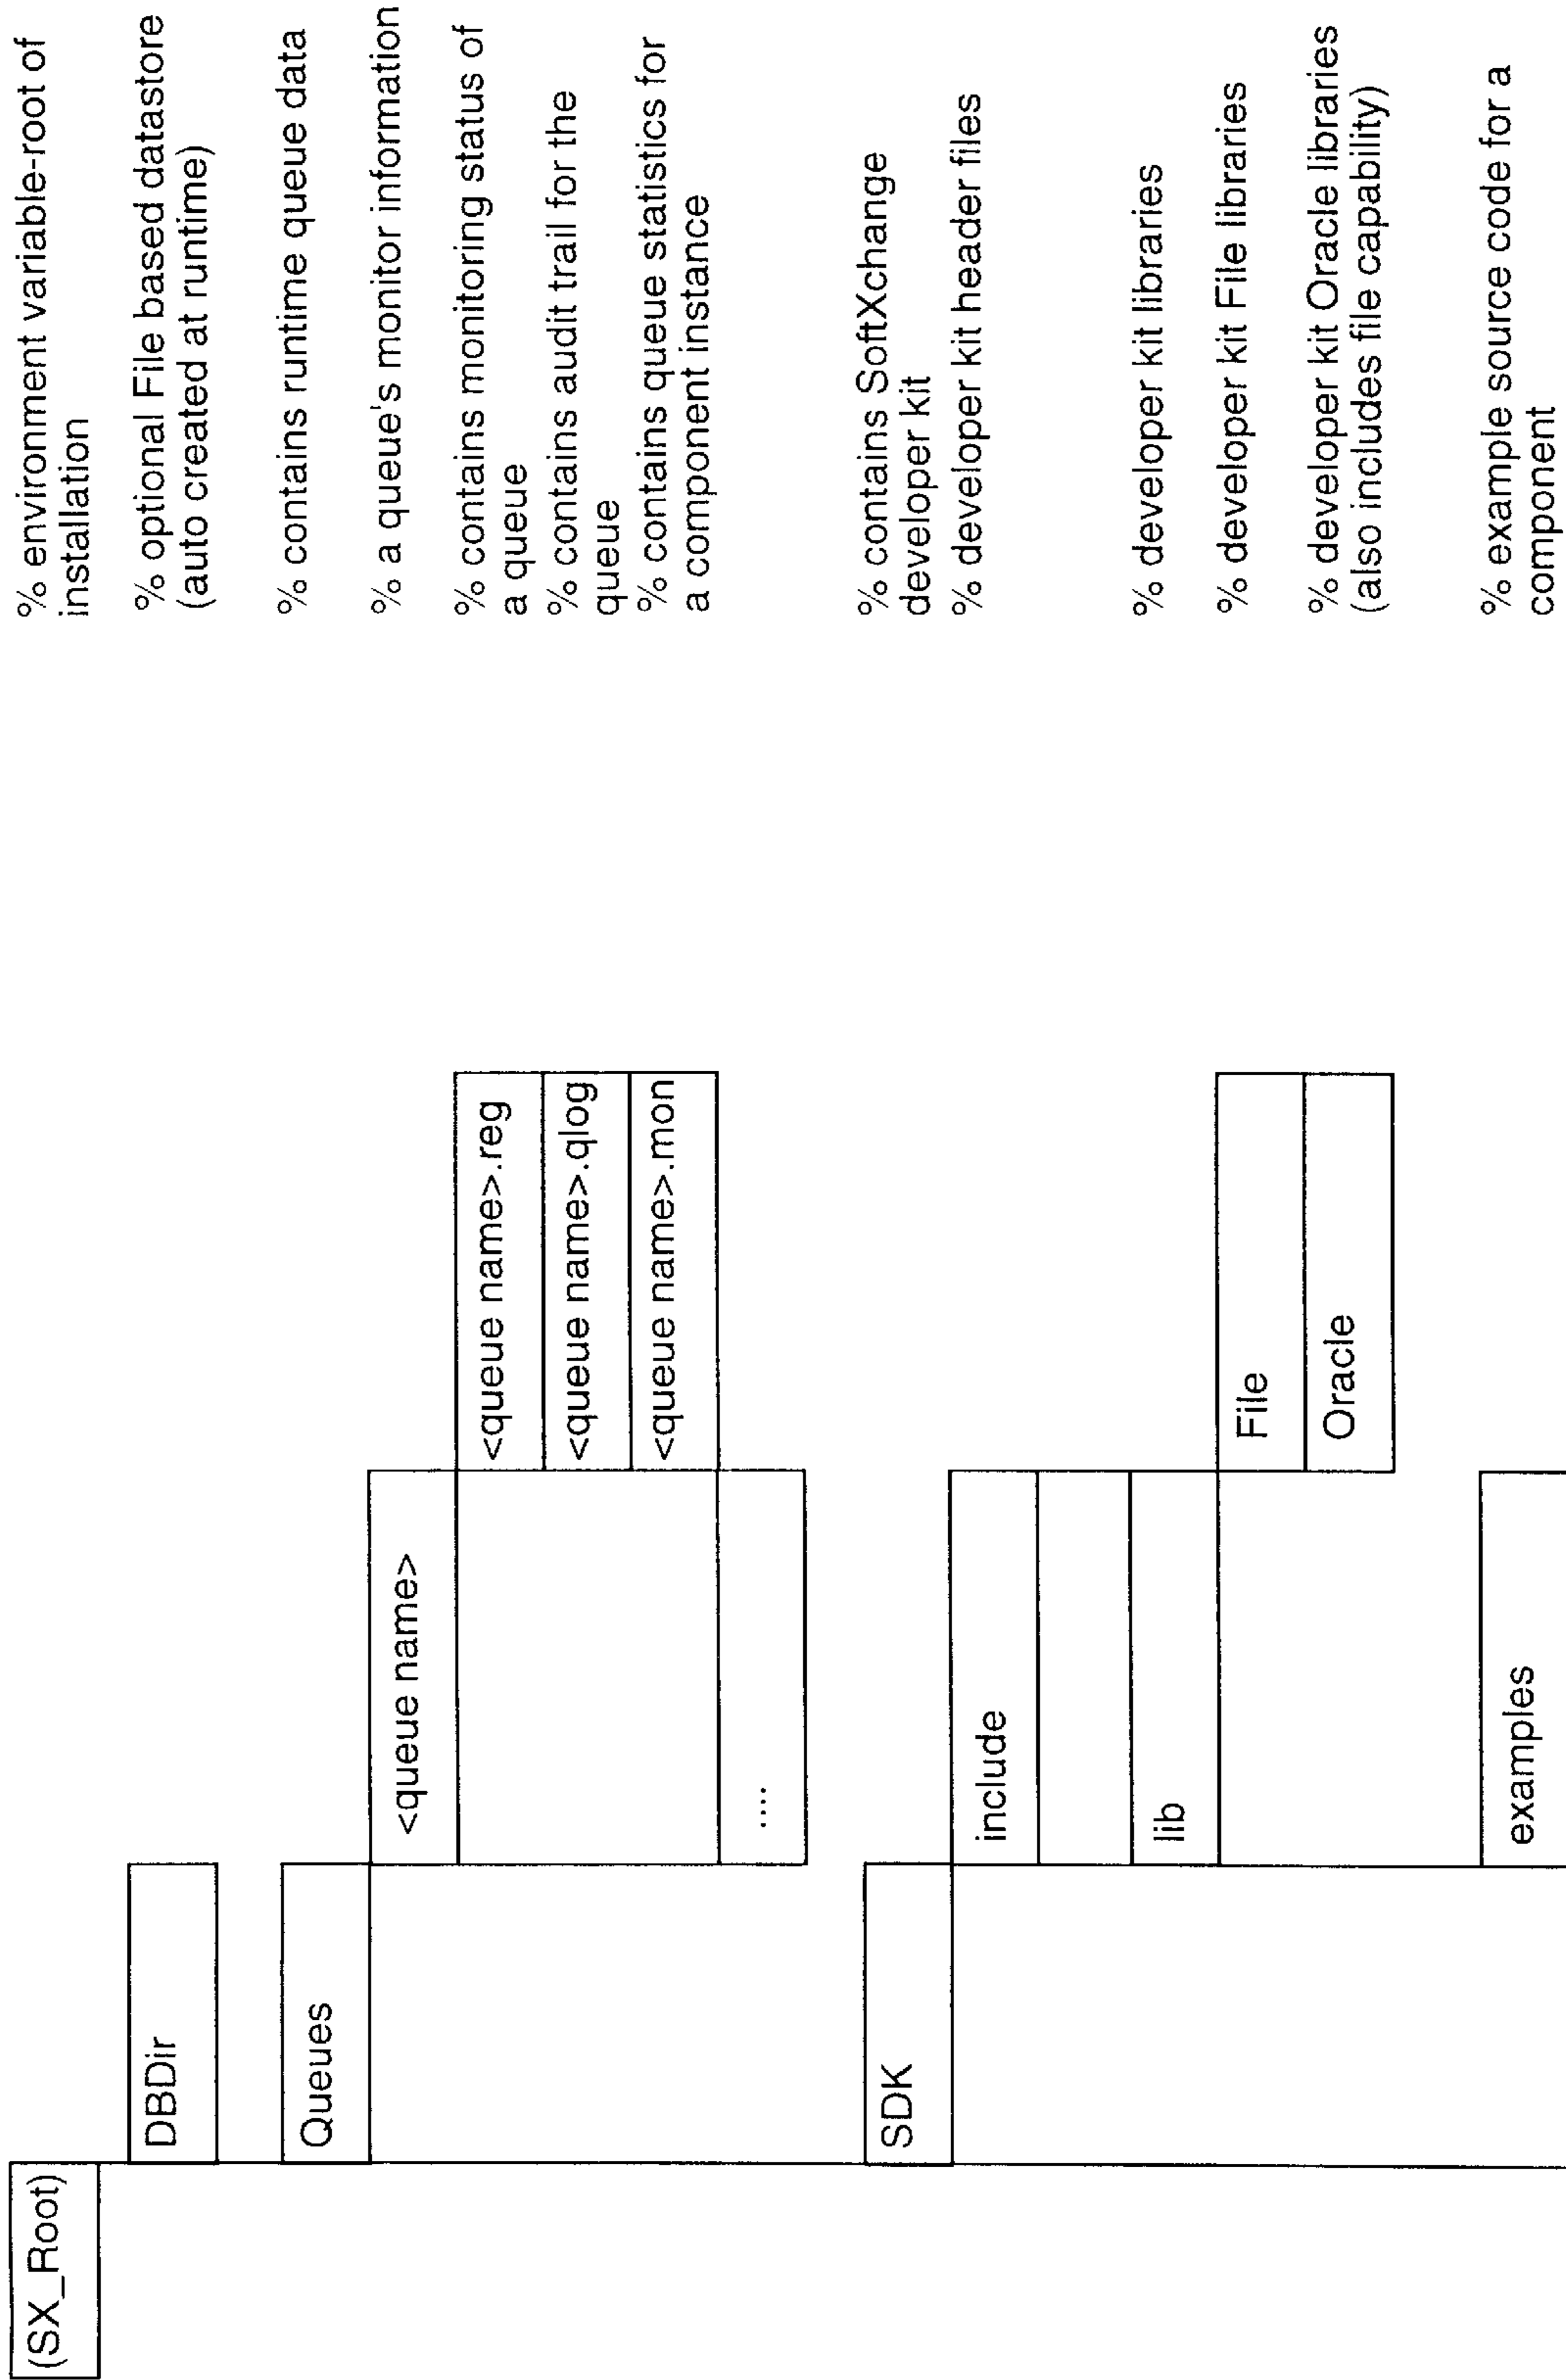 (SX_Root)
% environment variable-root of
installation
DBDir
% optional File based datastore
(auto created at runtime)
Queues
% contains runtime queue data
<queue name>
% a queue's monitor information
<queue name>.reg
% contains monitoring status of
a queue
<queue name>.qlog
% contains audit trail for the
queue
<queue name>.mon
% contains queue statistics for
a component instance
....
SDK
% contains SoftXchange
developer kit
include
% developer kit header files
lib
% developer kit libraries
File
% developer kit File libraries
Oracle
% developer kit Oracle libraries
(also includes file capability)
examples
% example source code for a
component